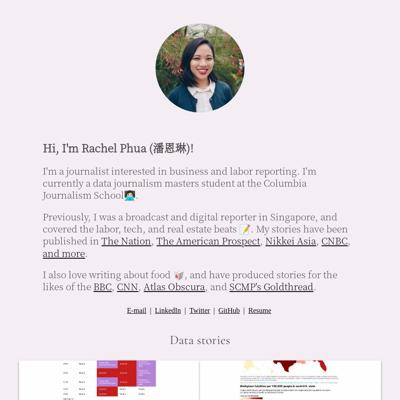 Hi, I'm Rachel Phua (潘恩琳)!
I'm a journalist interested in business and labor reporting. I'm
currently a data journalism masters student at the Columbia
Journalism School👩🏻‍💻.
Previously, I was a broadcast and digital reporter in Singapore, and
covered the labor, tech, and real estate beats 📝. My stories have been
published in The Nation, The American Prospect, Nikkei Asia, CNBC,
and more.
I also love writing about food 🥡, and have produced stories for the
likes of the BBC, CNN, Atlas Obscura, and SCMP's Goldthread.
E-mail | LinkedIn | Twitter | GitHub | Resume
Data stories